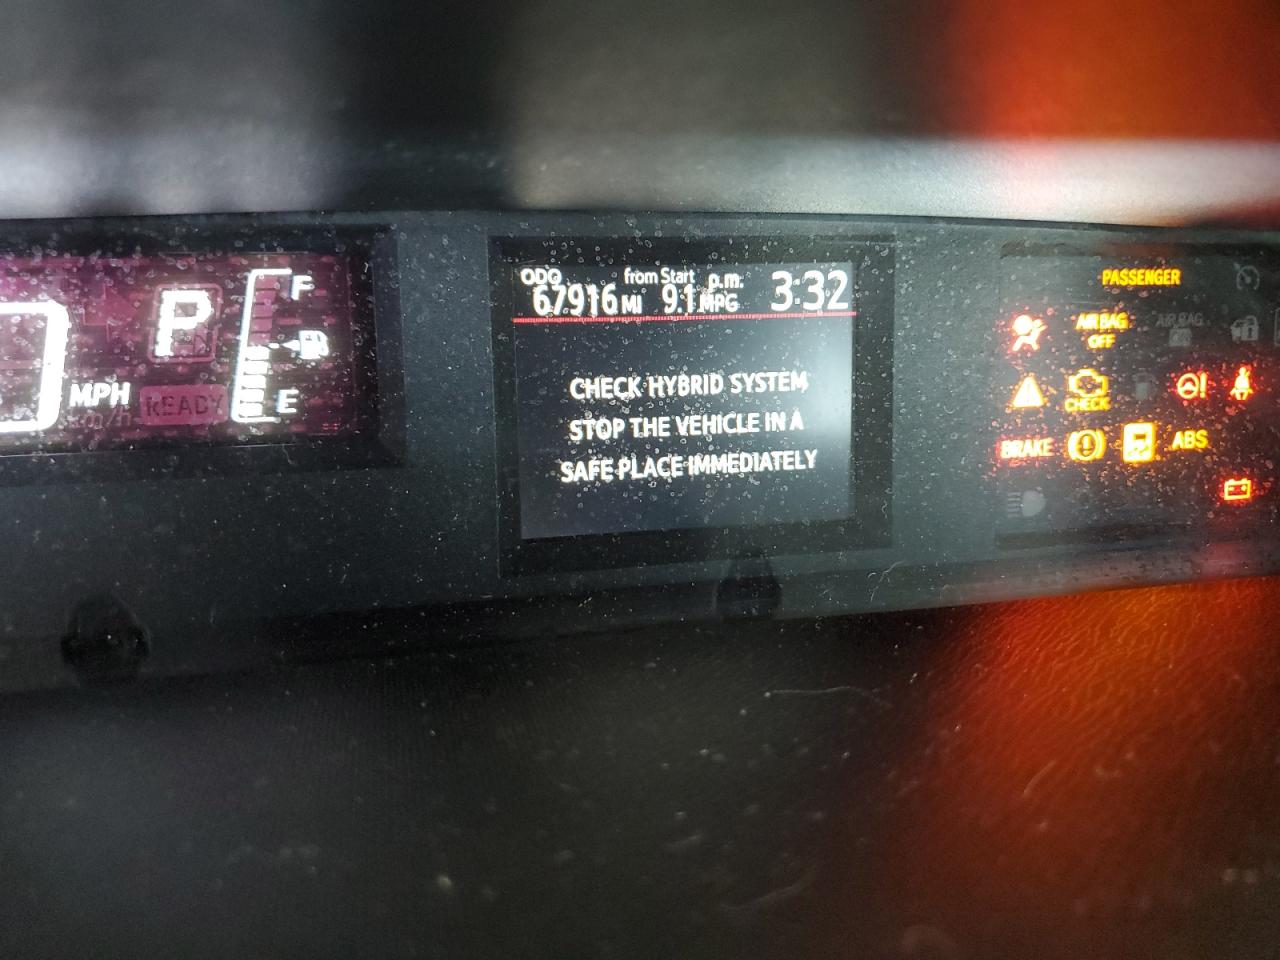 P
F
E
MPH
km/h
READY
ODO from Start p.m.
67916 MI 9.1 MPG 3:32
CHECK HYBRID SYSTEM
STOP THE VEHICLE IN A
SAFE PLACE IMMEDIATELY
PASSENGER
AIR BAG
OFF
AIR BAG
CHECK
BRAKE
ABS